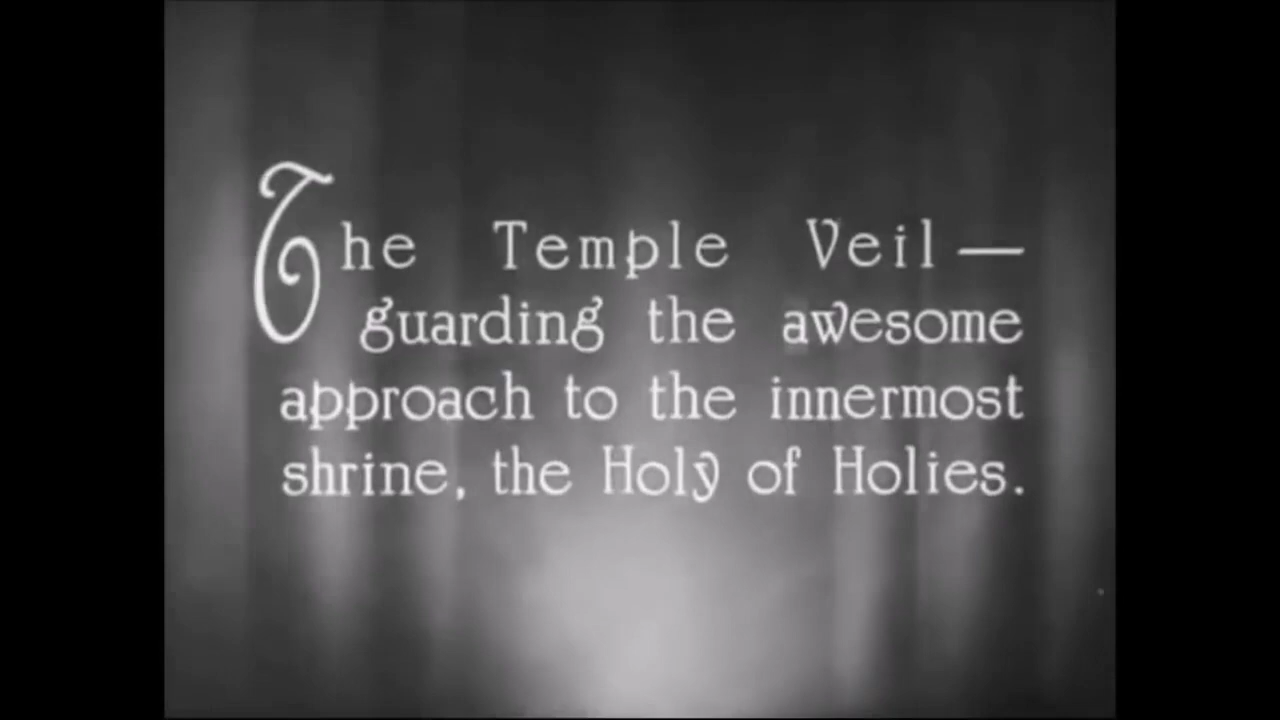 The Temple Veil —
guarding the awesome
approach to the innermost
shrine, the Holy of Holies.